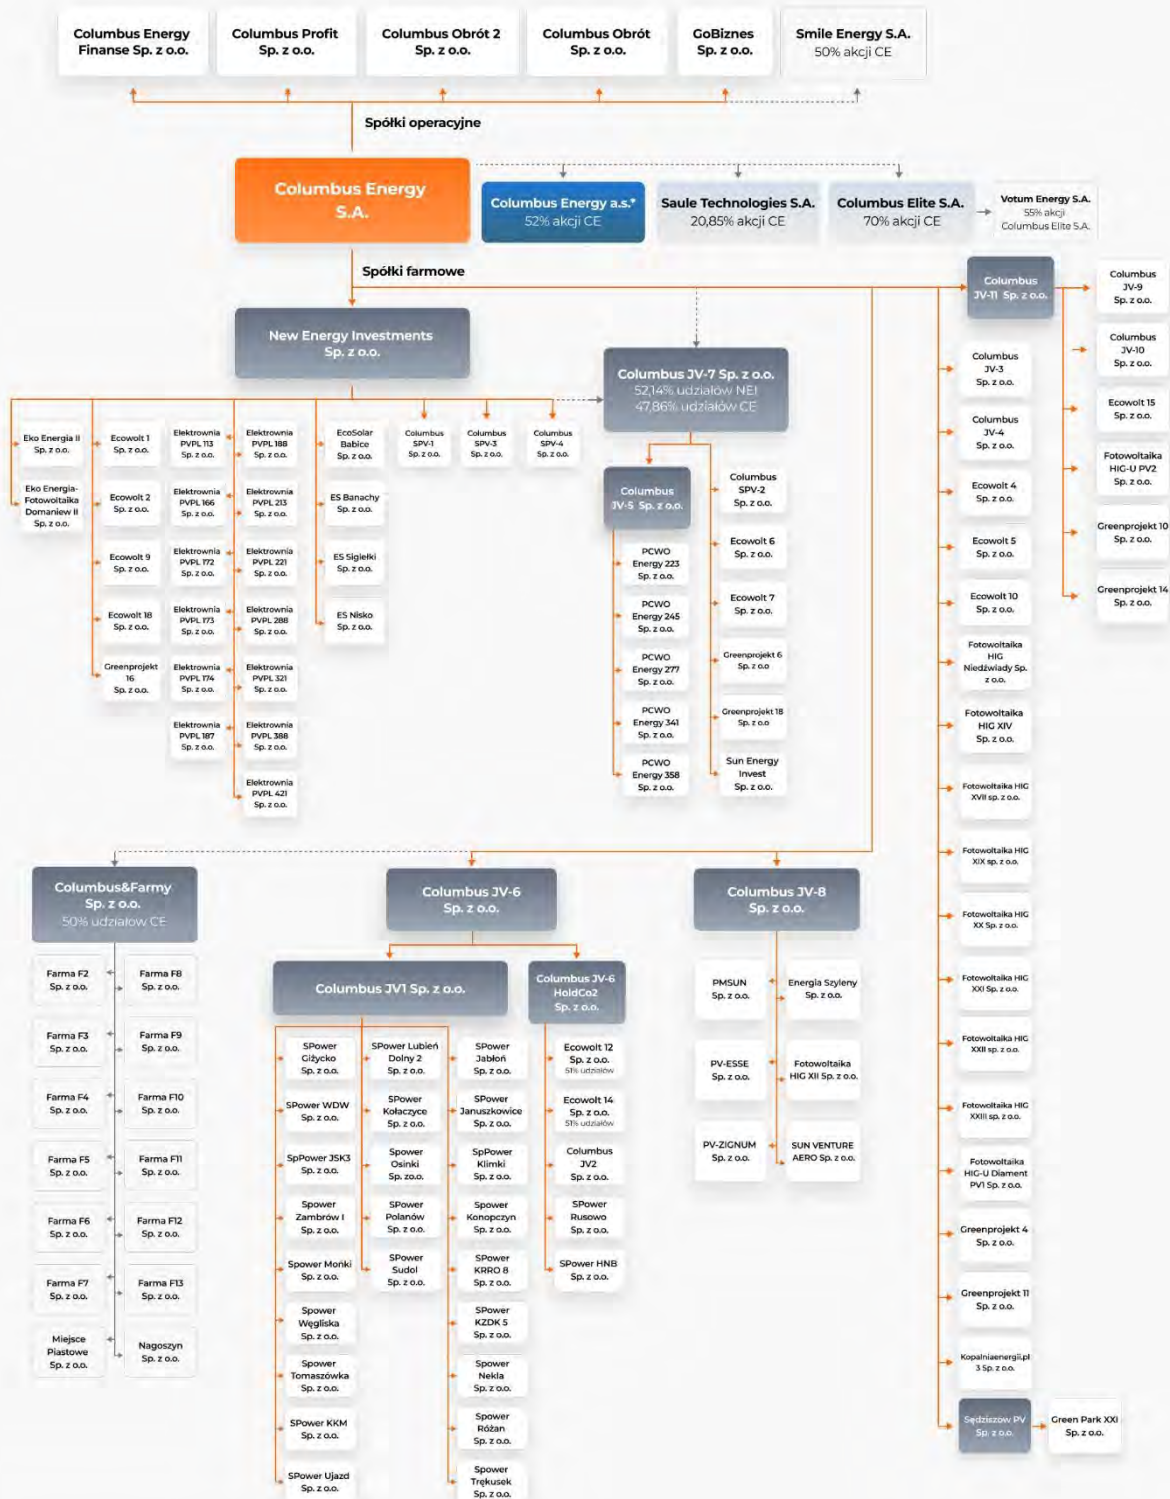 Columbus Energy
Finanse Sp. z o.o.
Columbus Profit
Sp. z o.o.
Columbus Obrót 2
Sp. z o.o.
Columbus Obrót
Sp. z o.o.
GoBiznes
Sp. z o.o.
Smile Energy S.A.
50% akcji CE
Spółki operacyjne
Columbus Energy
S.A.
Columbus Energy a.s.*
52% akcji CE
Saule Technologies S.A.
20,85% akcji CE
Columbus Elite S.A.
70% akcji CE
Votum Energy S.A.
55% akcji
Columbus Elite S.A.
Spółki farmowe
New Energy Investments
Sp. z o.o.
Columbus JV-7 Sp. z o.o.
52,14% udziałów NEI
47,86% udziałów CE
Columbus
JV-11 Sp. z o.o.
Columbus
JV-9
Sp. z o.o.
Columbus
JV-10
Sp. z o.o.
Ecowolt 15
Sp. z o.o.
Fotowoltaika
HIG-U PV2
Sp. z o.o.
Greenprojekt 10
Sp. z o.o.
Greenprojekt 14
Sp. z o.o.
Eko Energia II
Sp. z o.o.
Eko Energia-
Fotowoltaika
Domaniew II
Sp. z o.o.
Ecowolt 1
Sp. z o.o.
Ecowolt 2
Sp. z o.o.
Ecowolt 9
Sp. z o.o.
Ecowolt 18
Sp. z o.o.
Greenprojekt
16
Sp. z o.o.
Elektrownia
PVPL 113
Sp. z o.o.
Elektrownia
PVPL 166
Sp. z o.o.
Elektrownia
PVPL 172
Sp. z o.o.
Elektrownia
PVPL 173
Sp. z o.o.
Elektrownia
PVPL 174
Sp. z o.o.
Elektrownia
PVPL 187
Sp. z o.o.
Elektrownia
PVPL 188
Sp. z o.o.
Elektrownia
PVPL 213
Sp. z o.o.
Elektrownia
PVPL 221
Sp. z o.o.
Elektrownia
PVPL 288
Sp. z o.o.
Elektrownia
PVPL 321
Sp. z o.o.
Elektrownia
PVPL 388
Sp. z o.o.
Elektrownia
PVPL 421
Sp. z o.o.
EcoSolar
Babice
Sp. z o.o.
ES Banachy
Sp. z o.o.
ES Sigiełki
Sp. z o.o.
ES Nisko
Sp. z o.o.
Columbus
SPV-1
Sp. z o.o.
Columbus
SPV-3
Sp. z o.o.
Columbus
SPV-4
Sp. z o.o.
Columbus
JV-5 Sp. z o.o.
PCWO
Energy 223
Sp. z o.o.
PCWO
Energy 245
Sp. z o.o.
PCWO
Energy 277
Sp. z o.o.
PCWO
Energy 341
Sp. z o.o.
PCWO
Energy 358
Sp. z o.o.
Columbus
SPV-2
Sp. z o.o.
Ecowolt 6
Sp. z o.o.
Ecowolt 7
Sp. z o.o.
Greenprojekt 6
Sp. z o.o
Greenprojekt 18
Sp. z o.o
Sun Energy
Invest
Sp. z o.o.
Columbus
JV-3
Sp. z o.o.
Columbus
JV-4
Sp. z o.o.
Ecowolt 4
Sp. z o.o.
Ecowolt 5
Sp. z o.o.
Ecowolt 10
Sp. z o.o.
Fotowoltaika
HIG
Niedźwiady Sp.
z o.o.
Fotowoltaika
HIG XIV
Sp. z o.o.
Fotowoltaika HIG
XVII sp. z o.o.
Fotowoltaika HIG
XIX sp. z o.o.
Fotowoltaika HIG
XX Sp. z o.o.
Fotowoltaika HIG
XXI Sp. z o.o.
Fotowoltaika HIG
XXII sp. z o.o.
Fotowoltaika HIG
XXIII sp. z o.o.
Fotowoltaika
HIG-U Diament
PV1 Sp. z o.o.
Greenprojekt 4
Sp. z o.o.
Greenprojekt 11
Sp. z o.o.
Kopalniaenergii.pl
3 Sp. z o.o.
Sędziszów PV
Sp. z o.o.
Green Park XXI
Sp. z o.o.
Columbus&Farmy
Sp. z o.o.
50% udziałow CE
Farma F2
Sp. z o.o.
Farma F8
Sp. z o.o.
Farma F3
Sp. z o.o.
Farma F9
Sp. z o.o.
Farma F4
Sp. z o.o.
Farma F10
Sp. z o.o.
Farma F5
Sp. z o.o.
Farma F11
Sp. z o.o.
Farma F6
Sp. z o.o.
Farma F12
Sp. z o.o.
Farma F7
Sp. z o.o.
Farma F13
Sp. z o.o.
Miejsce
Piastowe
Sp. z o.o.
Nagoszyn
Sp. z o.o.
Columbus JV-6
Sp. z o.o.
Columbus JV1 Sp. z o.o.
Columbus JV-6
HoldCo2
Sp. z o.o.
SPower
Giżycko
Sp. z o.o.
SPower WDW
Sp. z o.o.
SpPower JSK3
Sp. z o.o.
Spower
Zambrów I
Sp. z o.o.
Spower Mońki
Sp. z o.o.
Spower
Węgliska
Sp. z o.o.
Spower
Tomaszówka
Sp. z o.o.
SPower KKM
Sp. z o.o.
SPower Ujazd
Sp. z o.o.
SPower Lubień
Dolny 2
Sp. z o.o.
SPower
Kołaczyce
Sp. z o.o.
Spower
Osinki
Sp. zo.o.
SPower
Polanów
Sp. z o.o.
SPower
Sudol
Sp. z o.o.
SPower
Jabłoń
Sp. z o.o.
SPower
Januszkowice
Sp. z o.o.
SpPower
Klimki
Sp. z o.o.
Spower
Konopczyn
Sp. z o.o.
SPower
KRRO 8
Sp. z o.o.
SPower
KZDK 5
Sp. z o.o.
Spower
Nekla
Sp. z o.o.
Spower
Różan
Sp. z o.o.
Spower
Trękusek
Sp. z o.o.
Ecowolt 12
Sp. z o.o.
51% udziałów
Ecowolt 14
Sp. z o.o.
51% udziałów
Columbus
JV2
Sp. z o.o.
SPower
Rusowo
Sp. z o.o.
SPower HNB
Sp. z o.o.
Columbus JV-8
Sp. z o.o.
PMSUN
Sp. z o.o.
Energia Szyleny
Sp. z o.o.
PV-ESSE
Sp. z o.o.
Fotowoltaika
HIG XII Sp. z o.o.
PV-ZIGNUM
Sp. z o.o.
SUN VENTURE
AERO Sp. z o.o.